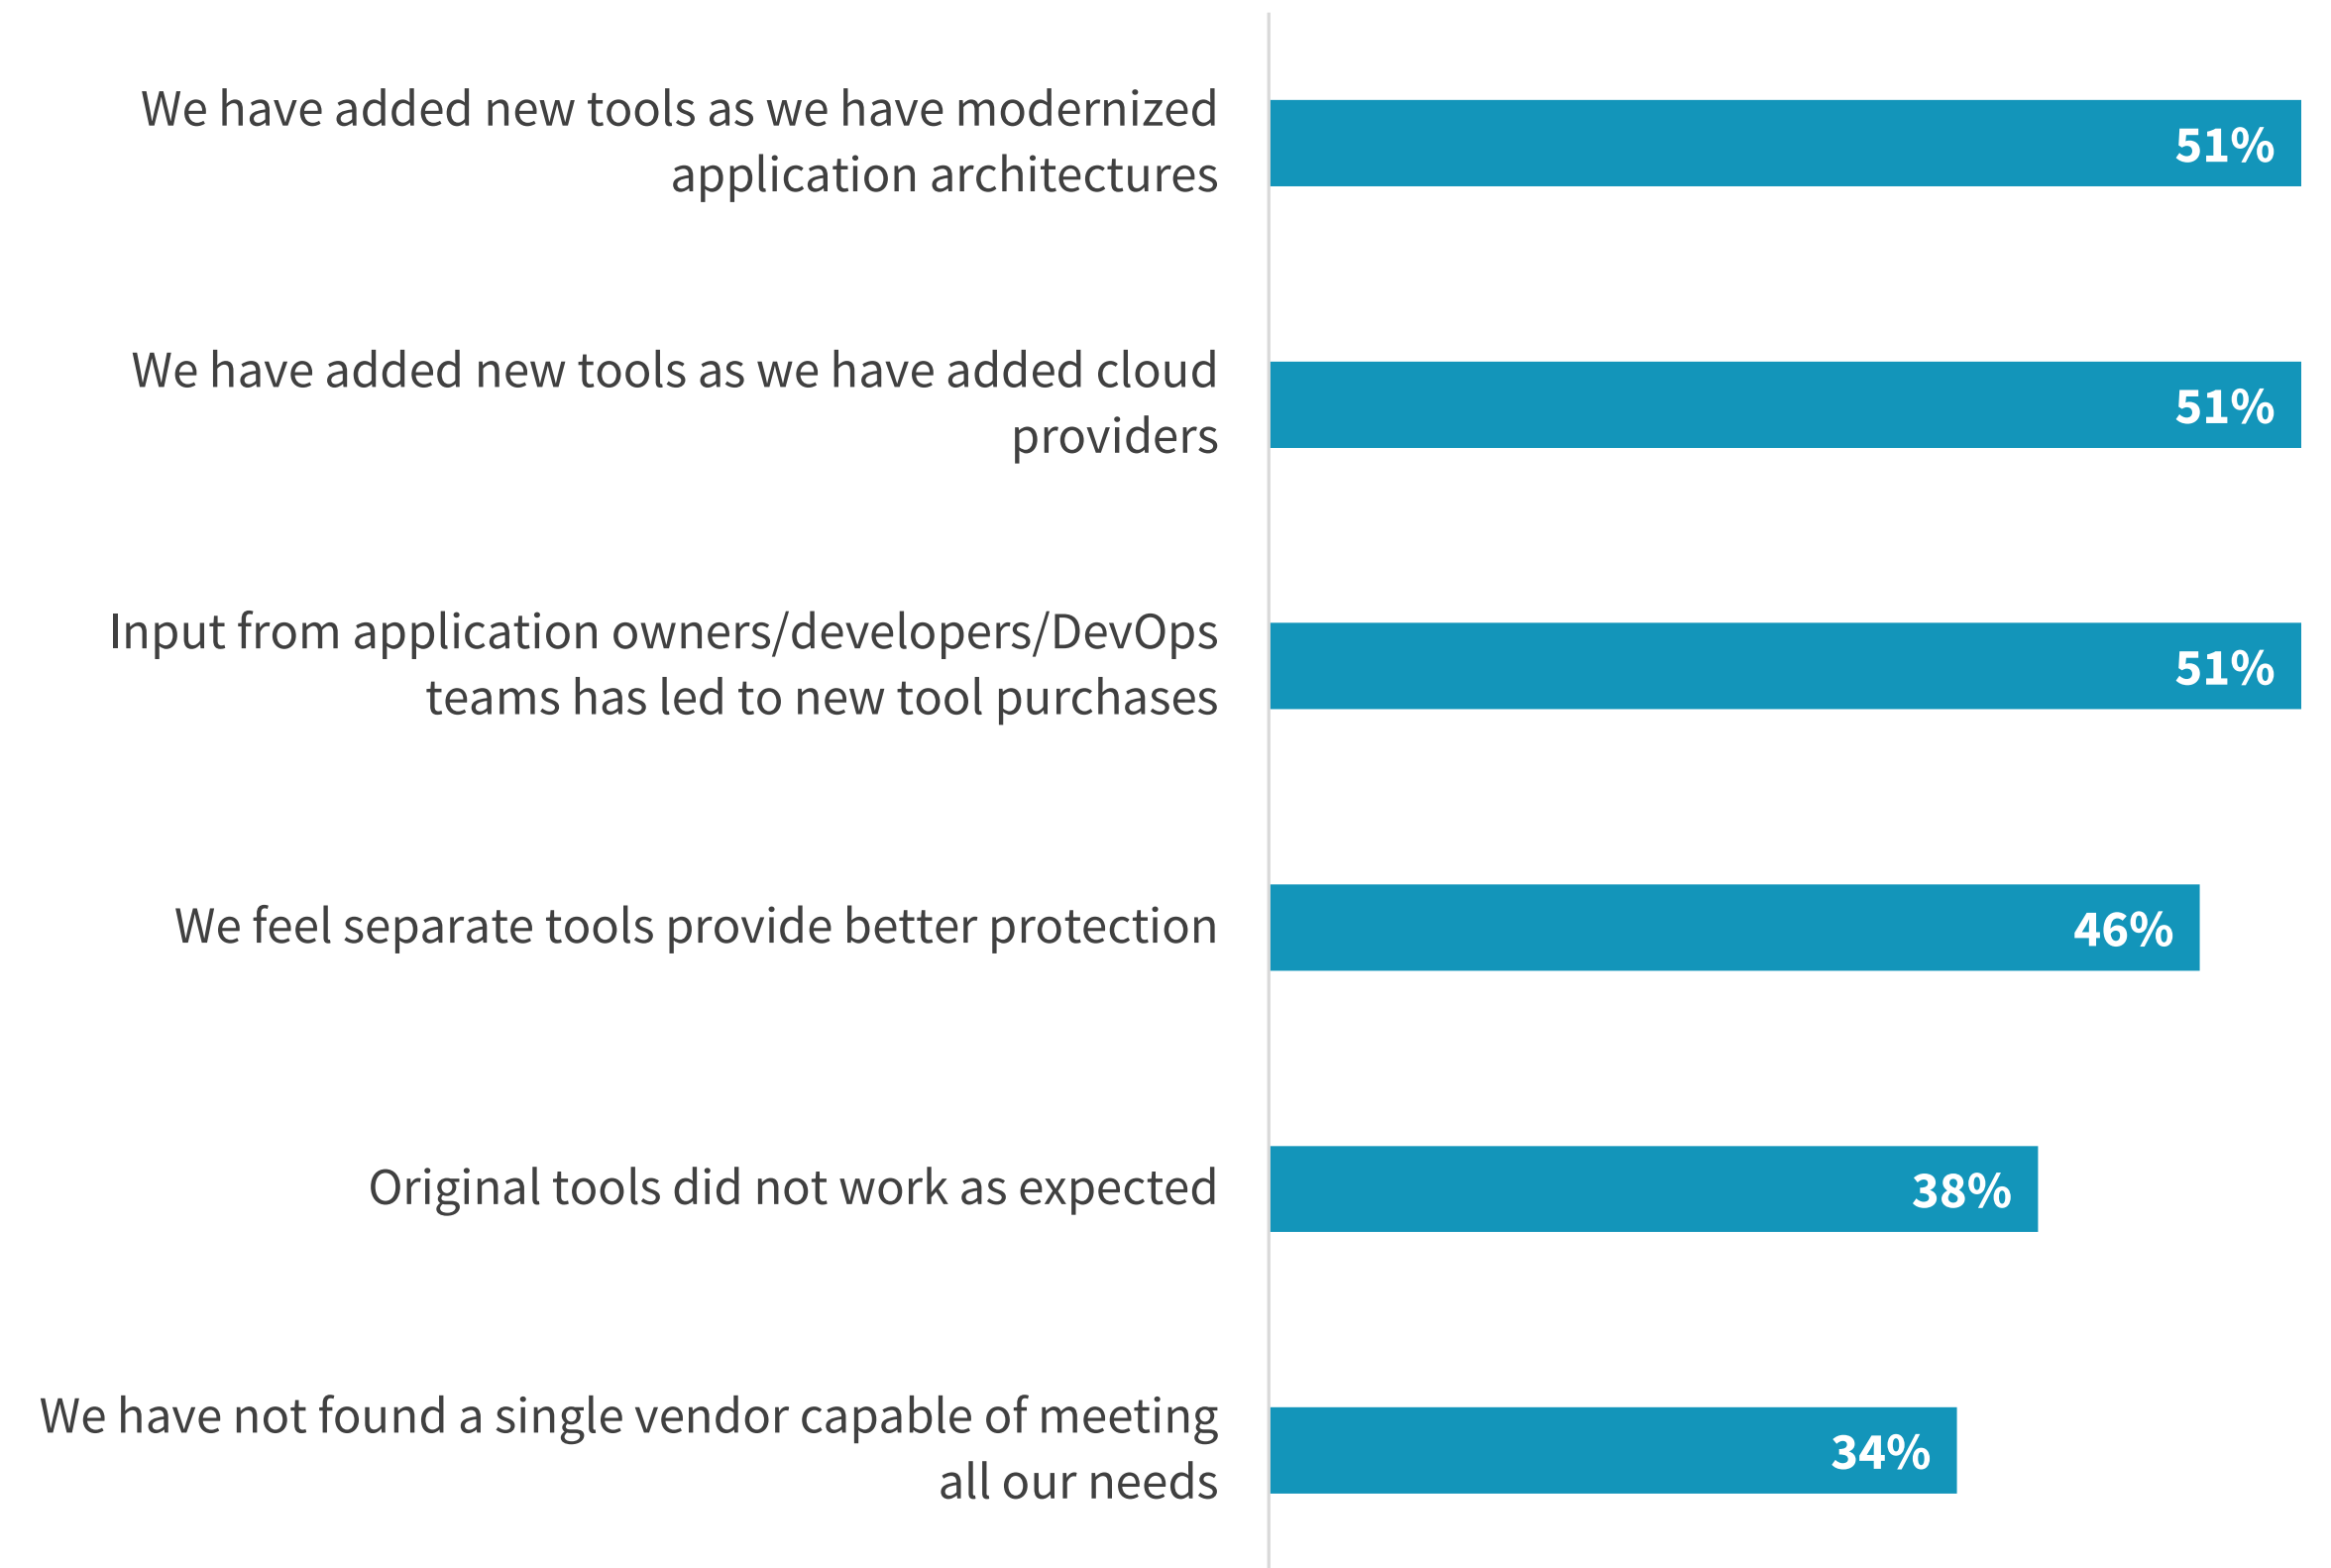 We have added new tools as we have modernized
application architectures
51%
We have added new tools as we have added cloud
providers
51%
Input from application owners/developers/DevOps
teams has led to new tool purchases
51%
We feel separate tools provide better protection
46%
Original tools did not work as expected
38%
We have not found a single vendor capable of meeting
all our needs
34%